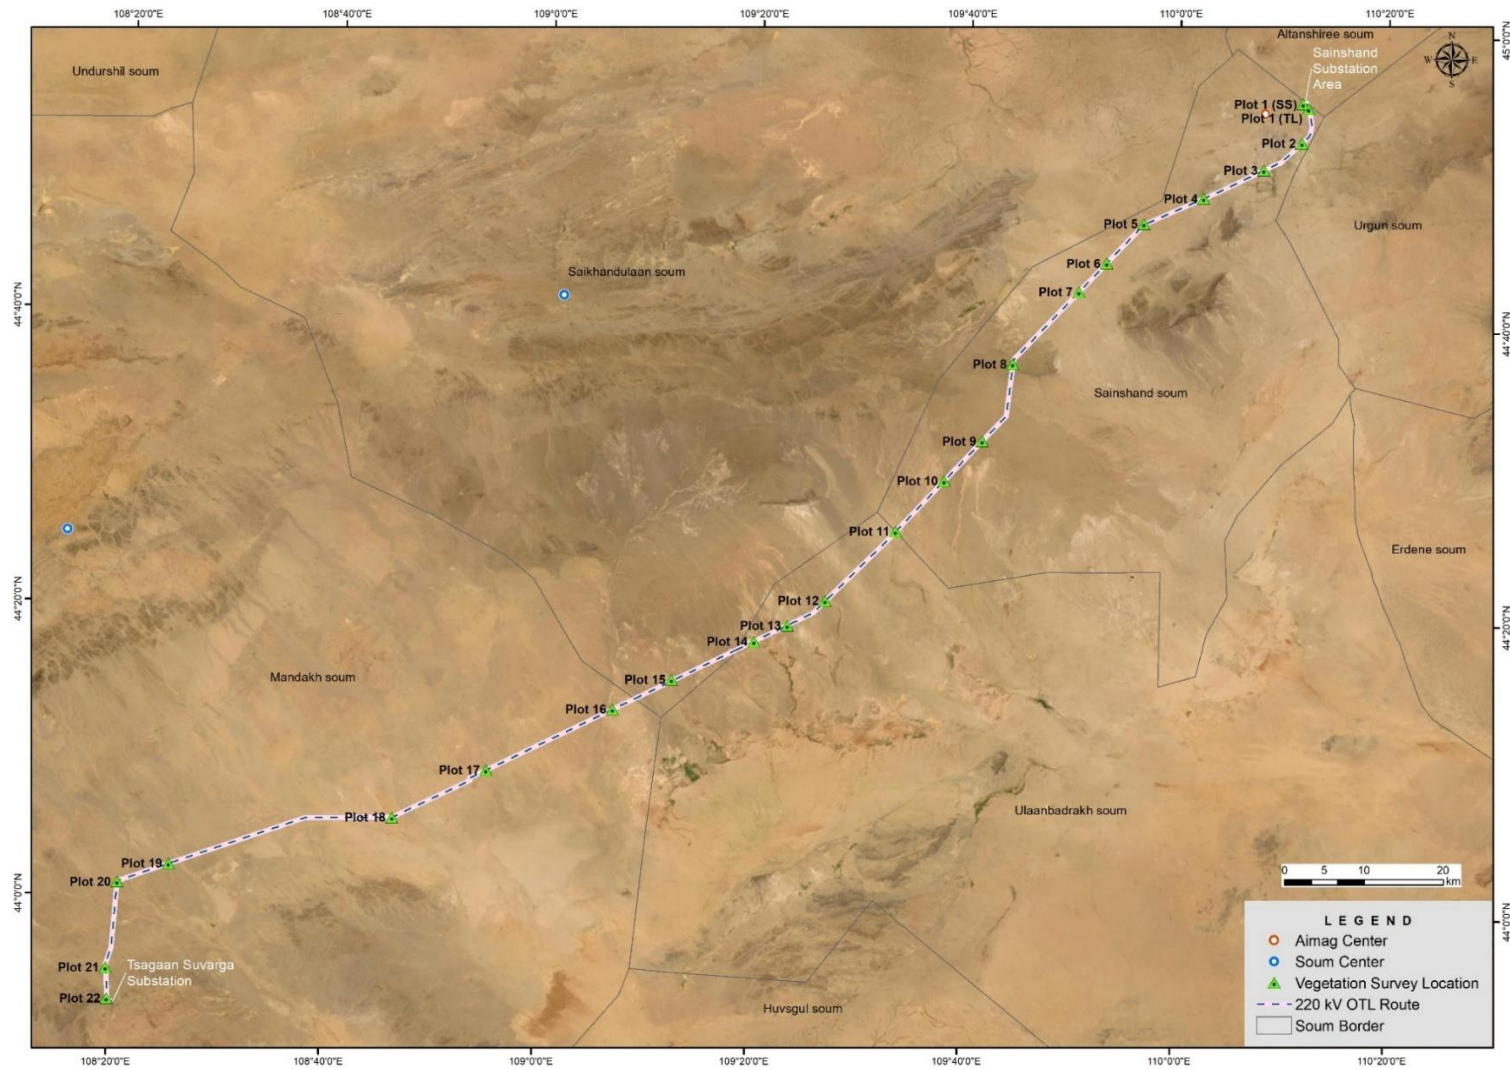 108°20'0"E
108°40'0"E
109°0'0"E
109°20'0"E
109°40'0"E
110°0'0"E
110°20'0"E
45°0'0"N
45°0'0"N
Altanshiree soum
N
W
E
S
Undurshil soum
Sainshand
Substation
Area
Plot 1 (SS)
Plot 1 (TL)
Plot 2
Plot 3
Plot 4
Plot 5
Urgun soum
Plot 6
Saikhandulaan soum
Plot 7
44°40'0"N
44°40'0"N
Plot 8
Sainshand soum
Plot 9
Plot 10
Plot 11
Erdene soum
44°20'0"N
44°20'0"N
Plot 12
Plot 13
Plot 14
Mandakh soum
Plot 15
Plot 16
Plot 17
Ulaanbadrakh soum
Plot 18
Plot 19
Plot 20
0 5 10 20
km
44°0'0"N
44°0'0"N
LEGEND
Aimag Center
Soum Center
Vegetation Survey Location
220 kV OTL Route
Soum Border
Plot 21
Tsagaan Suvarga
Substation
Plot 22
Huvsgul soum
108°20'0"E
108°40'0"E
109°0'0"E
109°20'0"E
109°40'0"E
110°0'0"E
110°20'0"E